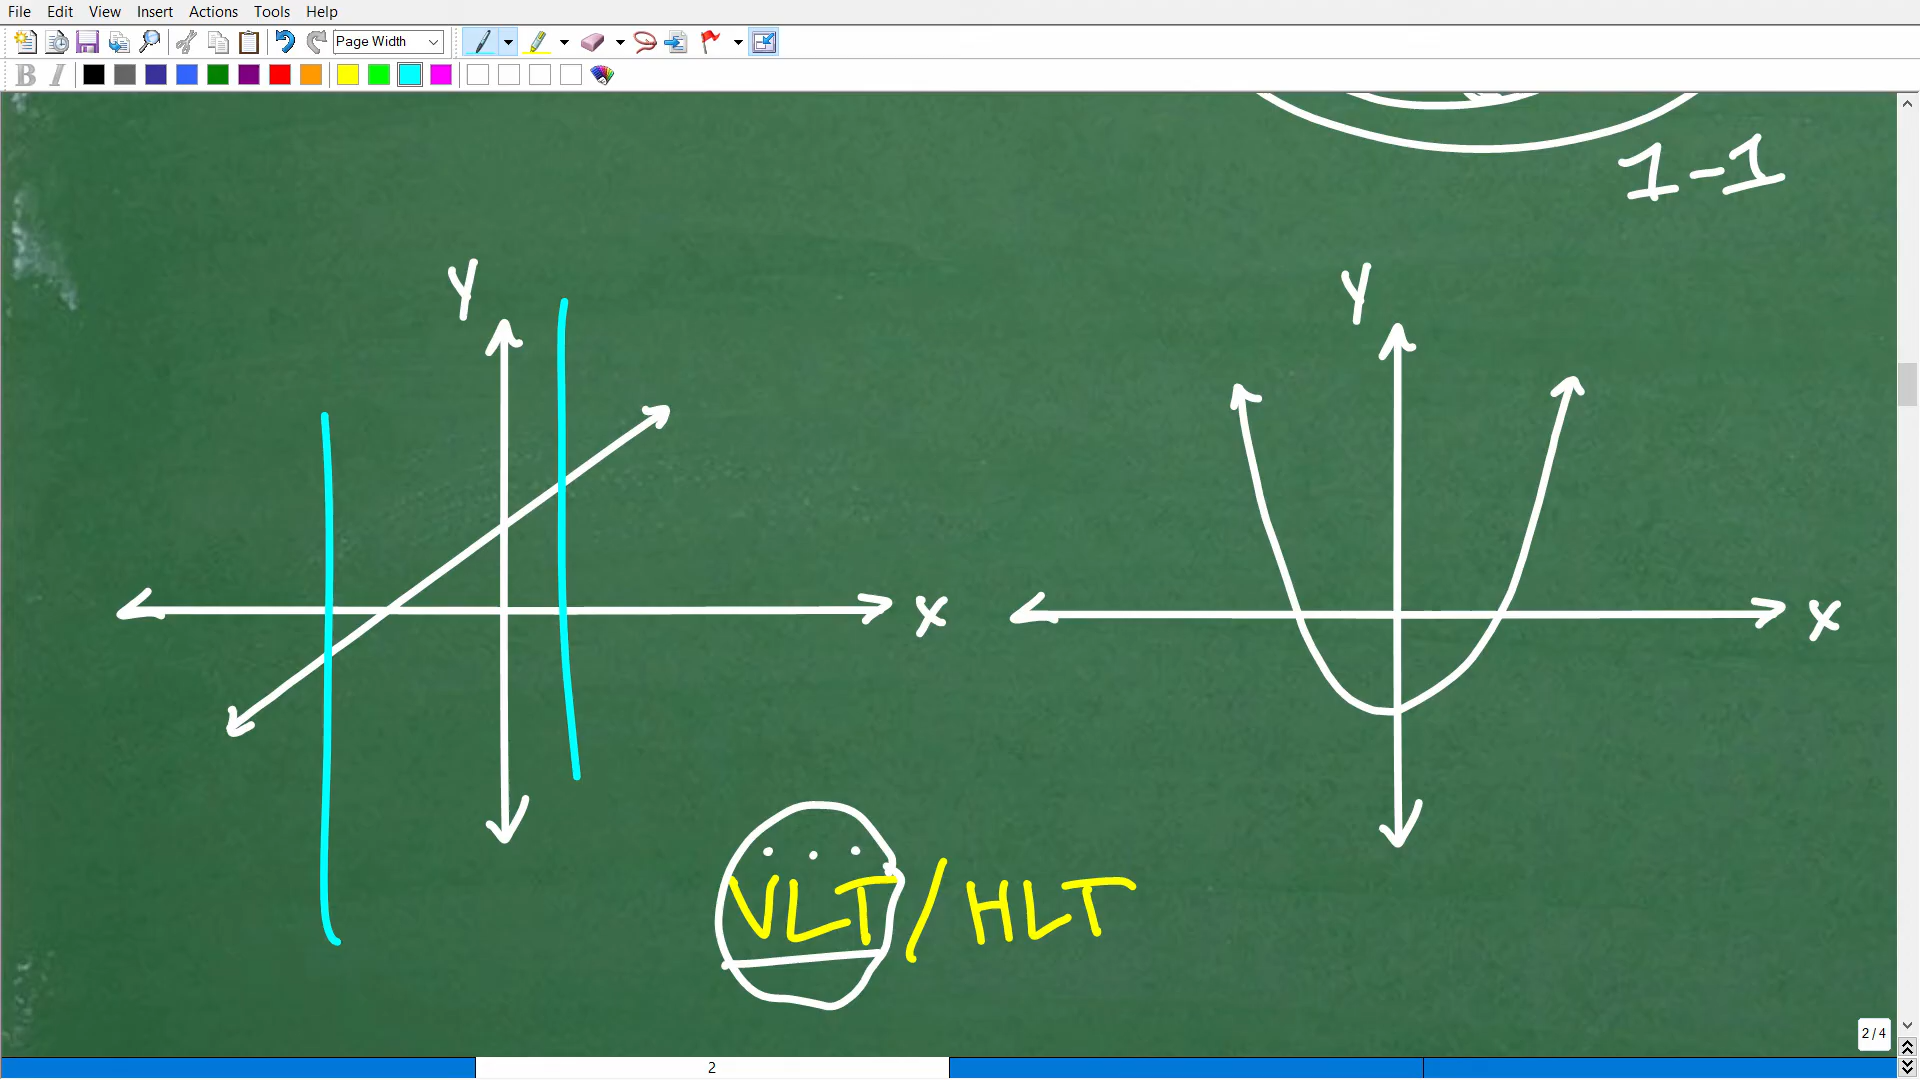 File Edit View Insert Actions Tools Help
Page Width
B I
1-1
y y
x x
VLT/HLT
2/4
2